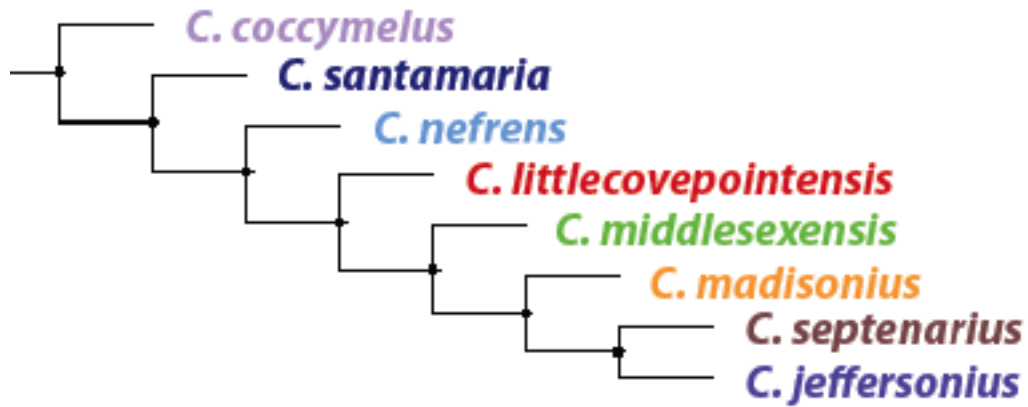 C. coccymelus
C. santamaria
C. nefrens
C. littlecovepointensis
C. middlesexensis
C. madisonius
C. septenarius
C. jeffersonius